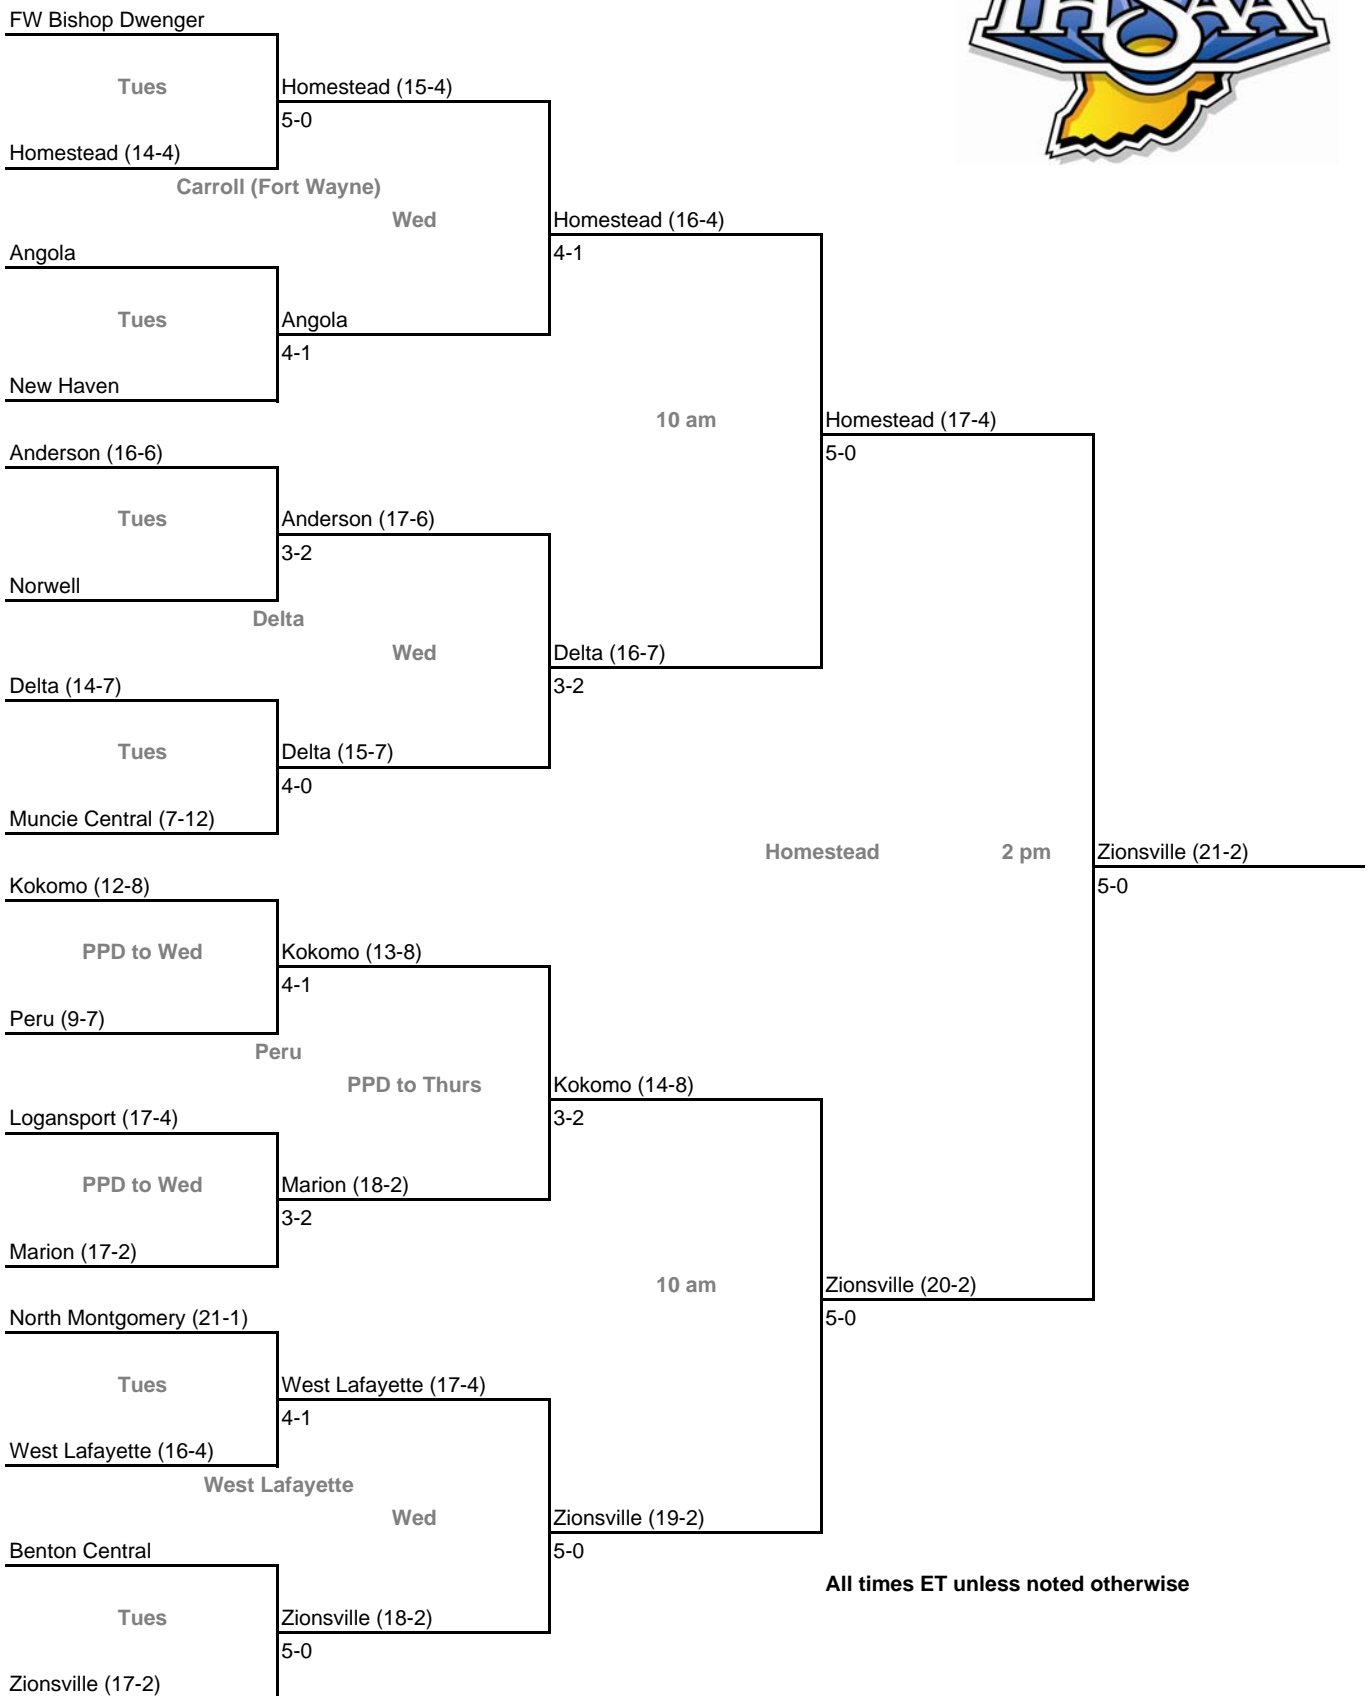 IHSAA
FW Bishop Dwenger
Tues
Homestead (15-4)
5-0
Homestead (14-4)
Carroll (Fort Wayne)
Wed
Homestead (16-4)
4-1
Angola
Tues
Angola
4-1
New Haven
10 am
Homestead (17-4)
5-0
Anderson (16-6)
Tues
Anderson (17-6)
3-2
Norwell
Delta
Wed
Delta (16-7)
3-2
Delta (14-7)
Tues
Delta (15-7)
4-0
Muncie Central (7-12)
Homestead
2 pm
Zionsville (21-2)
5-0
Kokomo (12-8)
PPD to Wed
Kokomo (13-8)
4-1
Peru (9-7)
Peru
PPD to Thurs
Kokomo (14-8)
3-2
Logansport (17-4)
PPD to Wed
Marion (18-2)
3-2
Marion (17-2)
10 am
Zionsville (20-2)
5-0
North Montgomery (21-1)
Tues
West Lafayette (17-4)
4-1
West Lafayette (16-4)
West Lafayette
Wed
Zionsville (19-2)
5-0
Benton Central
All times ET unless noted otherwise
Tues
Zionsville (18-2)
5-0
Zionsville (17-2)